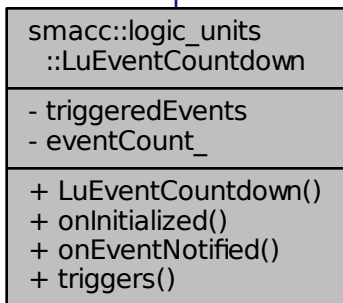 smacc::logic_units
::LuEventCountdown
- triggeredEvents
- eventCount_
+ LuEventCountdown()
+ onInitialized()
+ onEventNotified()
+ triggers()